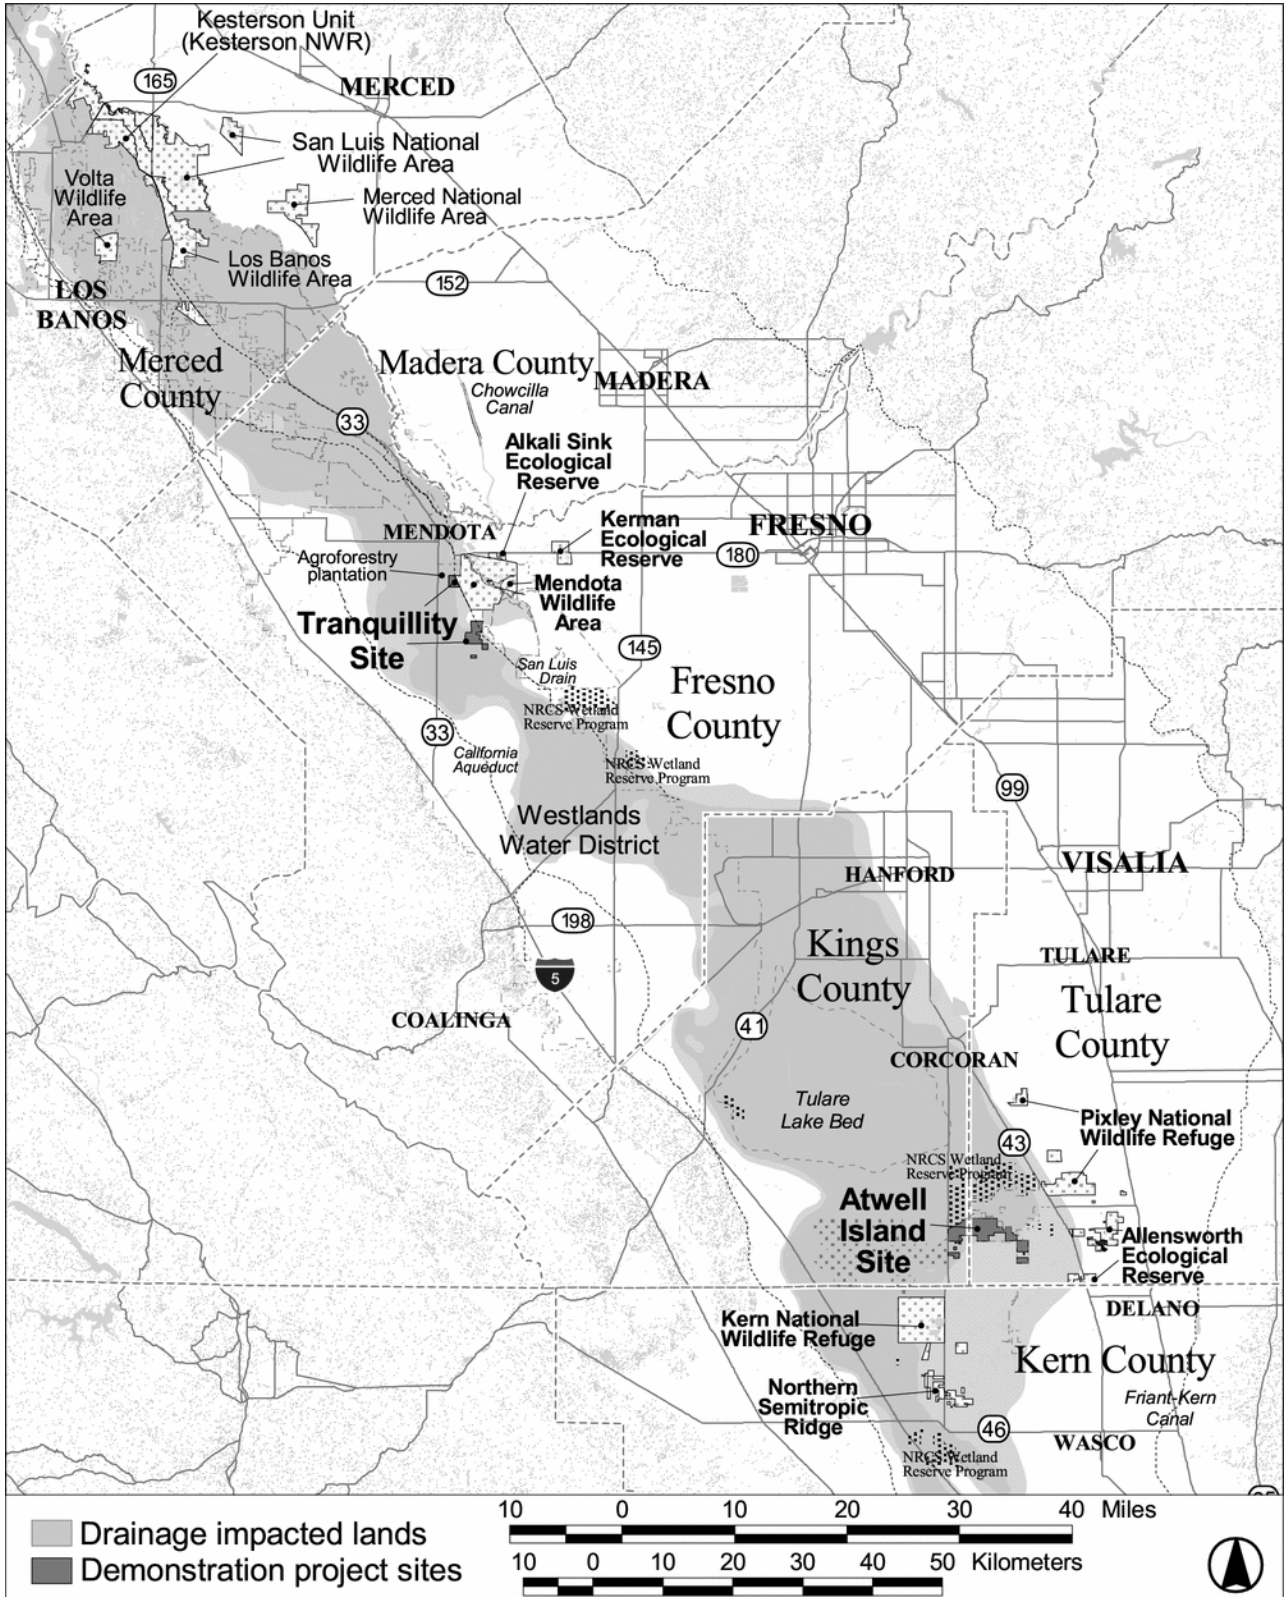 Kesterson Unit
(Kesterson NWR)
165
MERCED
San Luis National
Wildlife Area
Volta
Wildlife
Area
Merced National
Wildlife Area
Los Banos
Wildlife Area
LOS
BANOS
152
Merced
County
Madera County
MADERA
Chowcilla
Canal
33
Alkali Sink
Ecological
Reserve
MENDOTA
Kerman
Ecological
Reserve
FRESNO
180
Agroforestry
plantation
Mendota
Wildlife
Area
Tranquillity
Site
145
San Luis
Drain
Fresno
County
NRCS Wetland
Reserve Program
33
California
Aqueduct
NRCS Wetland
Reserve Program
99
Westlands
Water District
HANFORD
VISALIA
198
Kings
County
TULARE
5
Tulare
County
COALINGA
41
CORCORAN
Tulare
Lake Bed
Pixley National
Wildlife Refuge
43
NRCS Wetland
Reserve Program
Atwell
Island
Site
Allensworth
Ecological
Reserve
DELANO
Kern National
Wildlife Refuge
Kern County
Northern
Semitropic
Ridge
Friant-Kern
Canal
46
WASCO
NRCS Wetland
Reserve Program
Drainage impacted lands
Demonstration project sites
10 0 10 20 30 40 Miles
10 0 10 20 30 40 50 Kilometers